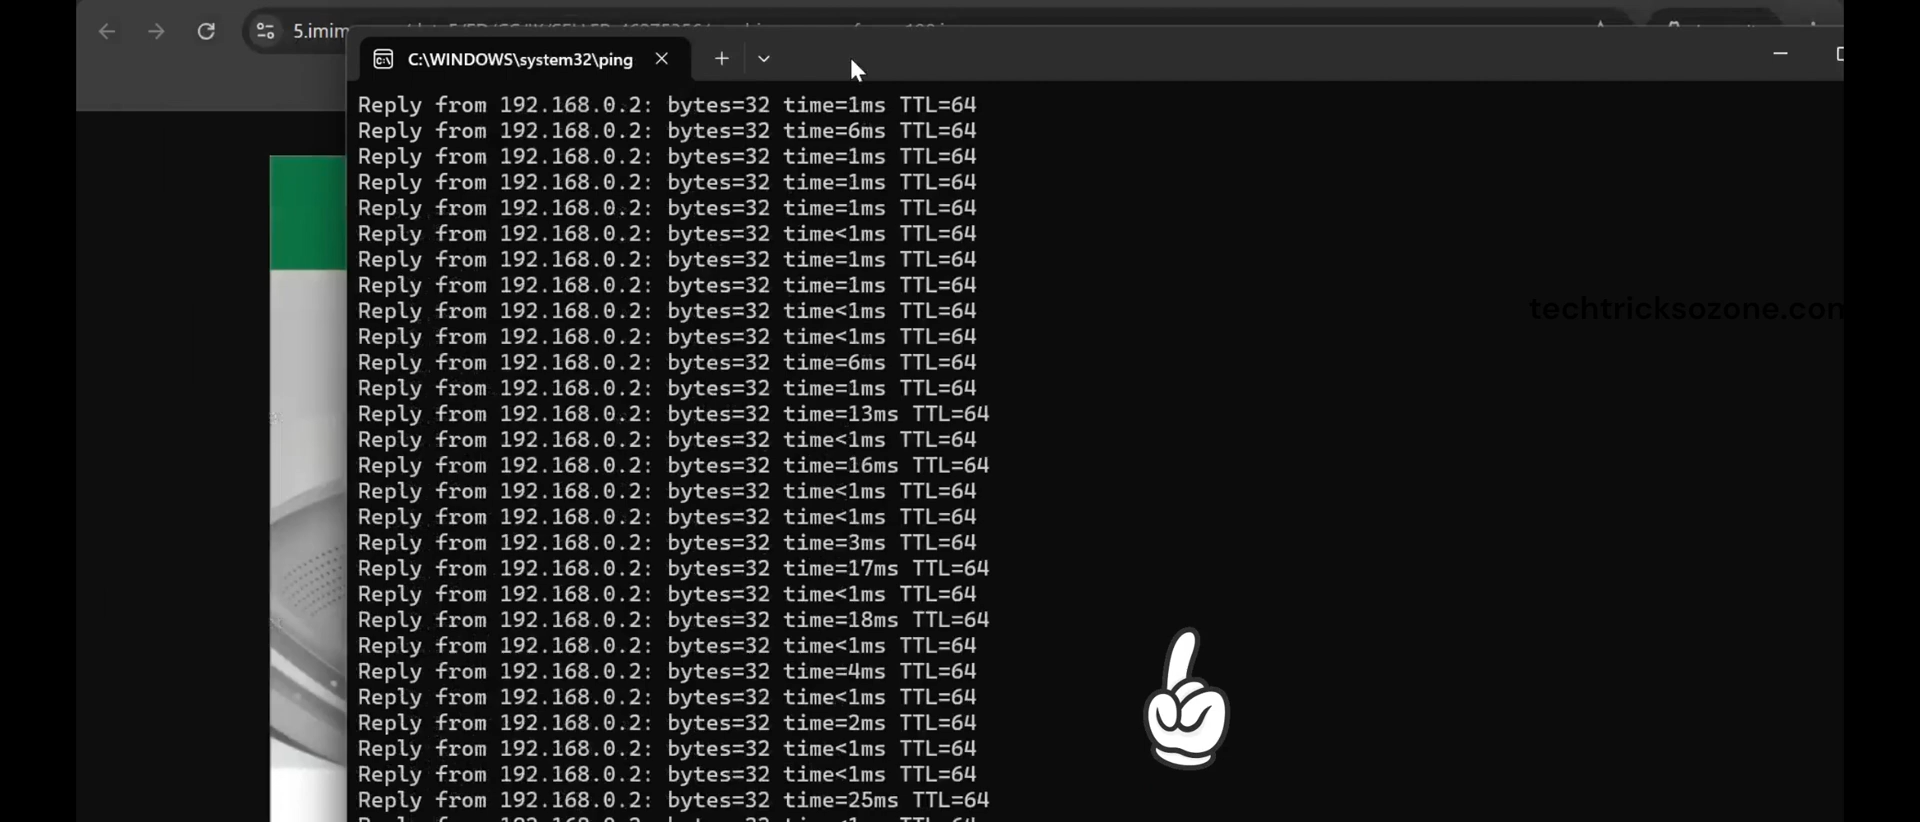 5.imim
C:\WINDOWS\system32\ping
Reply from 192.168.0.2: bytes=32 time=1ms TTL=64
Reply from 192.168.0.2: bytes=32 time=6ms TTL=64
Reply from 192.168.0.2: bytes=32 time=1ms TTL=64
Reply from 192.168.0.2: bytes=32 time=1ms TTL=64
Reply from 192.168.0.2: bytes=32 time=1ms TTL=64
Reply from 192.168.0.2: bytes=32 time<1ms TTL=64
Reply from 192.168.0.2: bytes=32 time=1ms TTL=64
Reply from 192.168.0.2: bytes=32 time=1ms TTL=64
Reply from 192.168.0.2: bytes=32 time<1ms TTL=64
Reply from 192.168.0.2: bytes=32 time<1ms TTL=64
Reply from 192.168.0.2: bytes=32 time=6ms TTL=64
Reply from 192.168.0.2: bytes=32 time=1ms TTL=64
Reply from 192.168.0.2: bytes=32 time=13ms TTL=64
Reply from 192.168.0.2: bytes=32 time<1ms TTL=64
Reply from 192.168.0.2: bytes=32 time=16ms TTL=64
Reply from 192.168.0.2: bytes=32 time<1ms TTL=64
Reply from 192.168.0.2: bytes=32 time<1ms TTL=64
Reply from 192.168.0.2: bytes=32 time=3ms TTL=64
Reply from 192.168.0.2: bytes=32 time=17ms TTL=64
Reply from 192.168.0.2: bytes=32 time<1ms TTL=64
Reply from 192.168.0.2: bytes=32 time=18ms TTL=64
Reply from 192.168.0.2: bytes=32 time<1ms TTL=64
Reply from 192.168.0.2: bytes=32 time=4ms TTL=64
Reply from 192.168.0.2: bytes=32 time<1ms TTL=64
Reply from 192.168.0.2: bytes=32 time=2ms TTL=64
Reply from 192.168.0.2: bytes=32 time<1ms TTL=64
Reply from 192.168.0.2: bytes=32 time<1ms TTL=64
Reply from 192.168.0.2: bytes=32 time=25ms TTL=64
techtricksozone.con